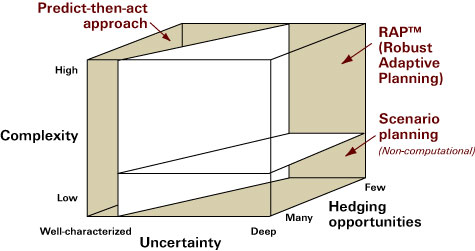 Predict-then-act
approach
RAP™
(Robust
Adaptive
Planning)
High
Complexity
Scenario
planning
(Non-computational)
Low
Few
Hedging
opportunities
Many
Well-characterized
Deep
Uncertainty